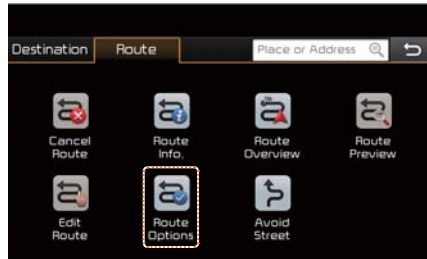 Destination
Route
Place or Address
Cancel
Route
Route
Info.
Route
Overview
Route
Preview
Edit
Route
Route
Options
Avoid
Street